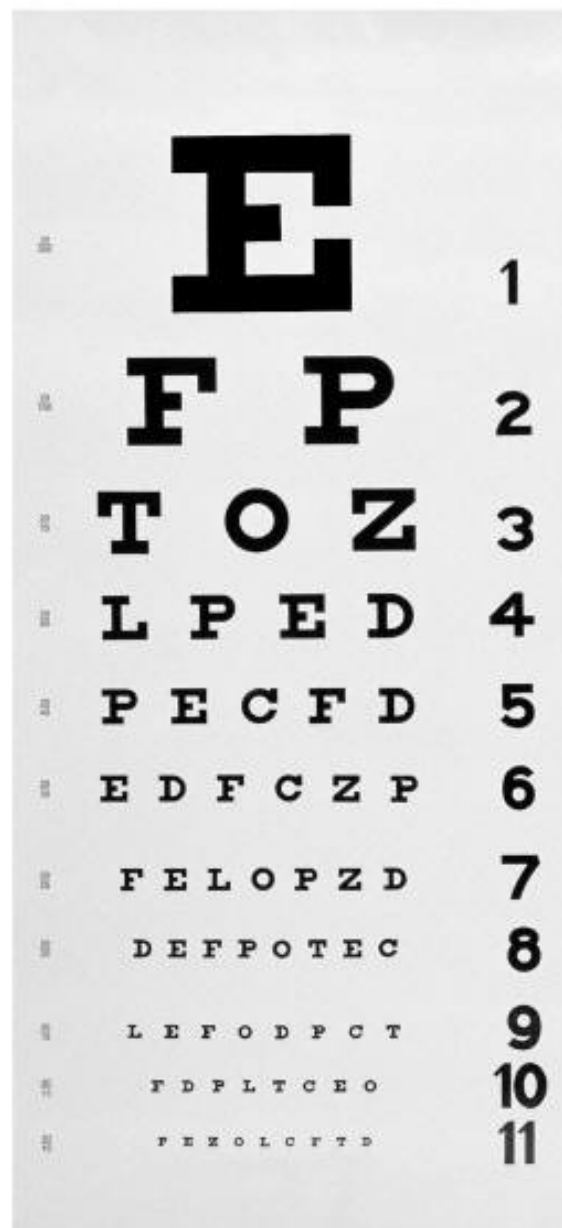 E 1
F P 2
T O Z 3
L P E D 4
P E C F D 5
E D F C Z P 6
F E L O P Z D 7
D E F P O T E C 8
L E F O D P C T 9
F D P L T C E O 10
F E Z O L C F T D 11